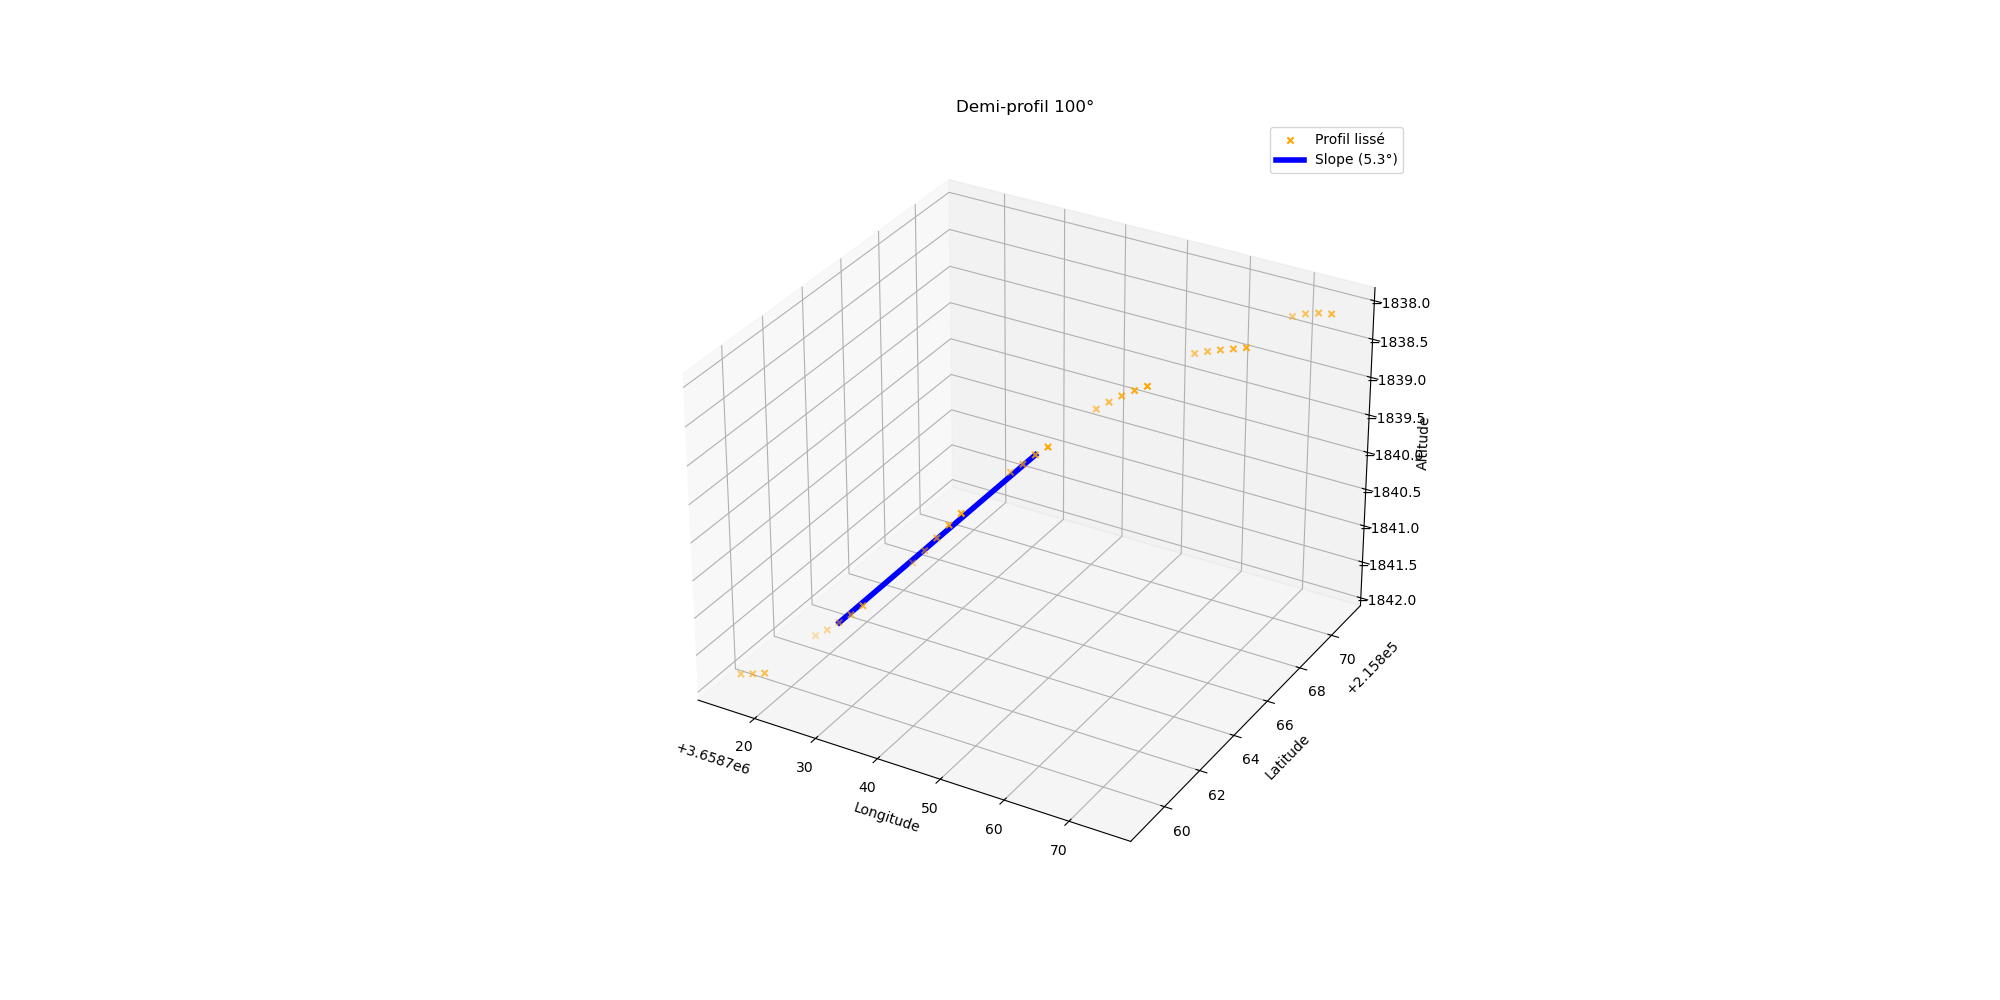 Demi-profil 100°
Profil lissé
Slope (5.3°)
−1838.0
−1838.5
−1839.0
−1839.5
−1840.0
−1840.5
−1841.0
−1841.5
−1842.0
Altitude
70
68
66
64
62
60
+2.158e5
Latitude
20
30
40
50
60
70
+3.6587e6
Longitude